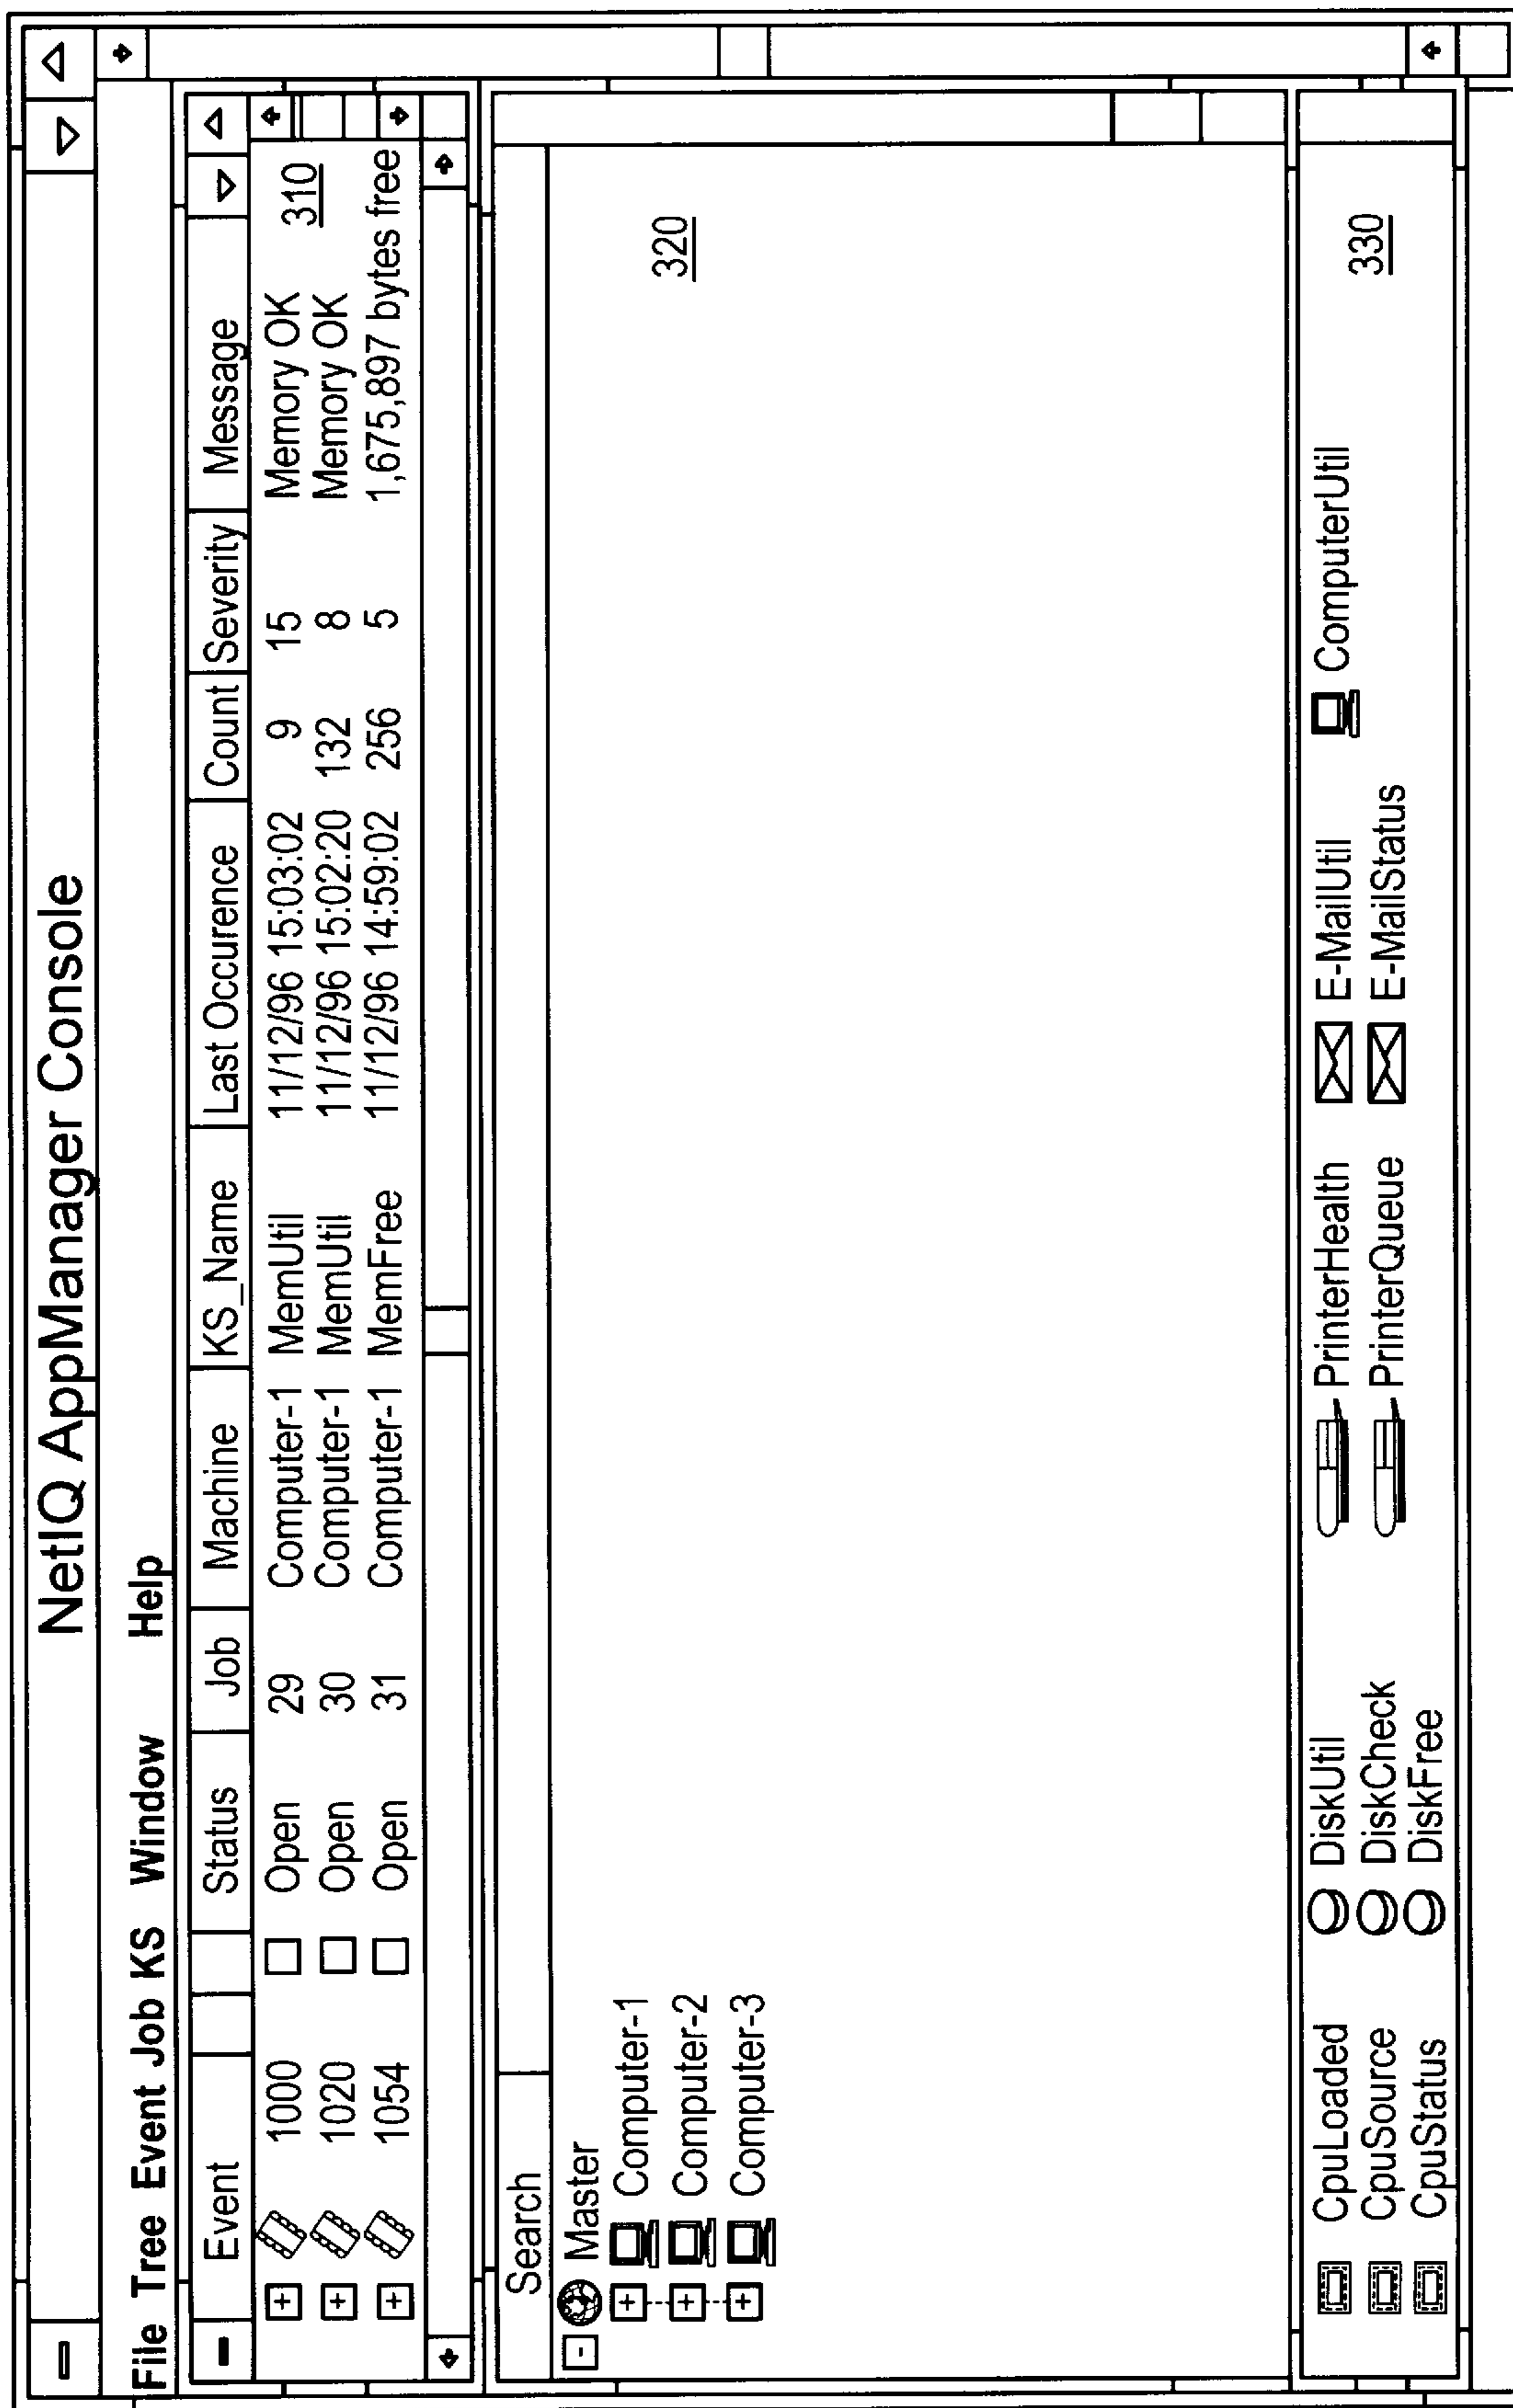 NetIQ AppManager Console
File Tree Event Job KS Window Help
Event Status Job Machine KS_Name Last Occurence Count Severity Message
+ 1000 Open 29 Computer-1 MemUtil 11/12/96 15:03:02 9 15 Memory OK 310
+ 1020 Open 30 Computer-1 MemUtil 11/12/96 15:02:20 132 8 Memory OK
+ 1054 Open 31 Computer-1 MemFree 11/12/96 14:59:02 256 5 1,675,897 bytes free
Search
- Master
+ Computer-1 320
+ Computer-2
+ Computer-3
CpuLoaded DiskUtil PrinterHealth E-MailUtil ComputerUtil 330
CpuSource DiskCheck PrinterQueue E-MailStatus
CpuStatus DiskFree